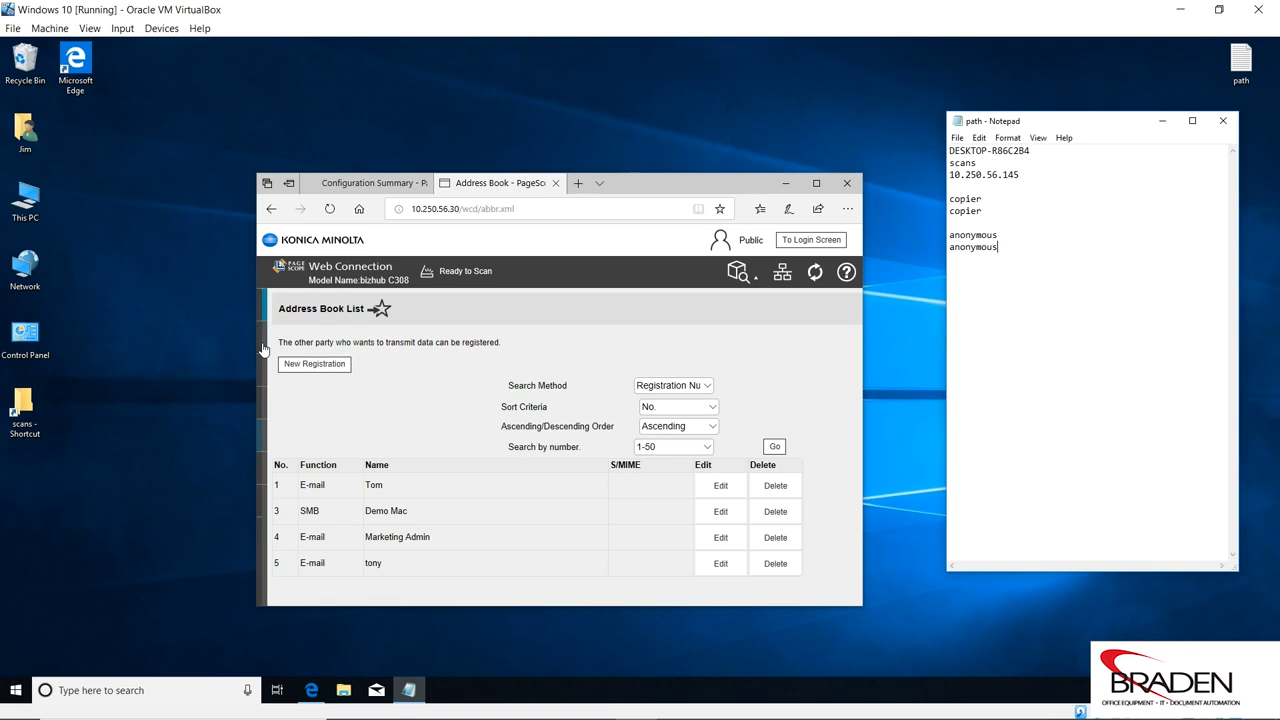 Windows 10 [Running] - Oracle VM VirtualBox
File Machine View Input Devices Help
Recycle Bin
Microsoft Edge
Jim
This PC
Network
Control Panel
scans - Shortcut
path
path - Notepad
File Edit Format View Help
DESKTOP-R86C2B4
scans
10.250.56.145
copier
copier
anonymous
anonymous
Configuration Summary - Pa
Address Book - PageSco
10.250.56.30/wcd/abbr.xml
KONICA MINOLTA
Public
To Login Screen
PAGE SCOPE Web Connection
Model Name:bizhub C308
Ready to Scan
Address Book List
The other party who wants to transmit data can be registered.
New Registration
Search Method Registration Nu
Sort Criteria No.
Ascending/Descending Order Ascending
Search by number. 1-50 Go
No. Function Name S/MIME Edit Delete
1 E-mail Tom Edit Delete
3 SMB Demo Mac Edit Delete
4 E-mail Marketing Admin Edit Delete
5 E-mail tony Edit Delete
Type here to search
BRADEN
OFFICE EQUIPMENT • IT • DOCUMENT AUTOMATION